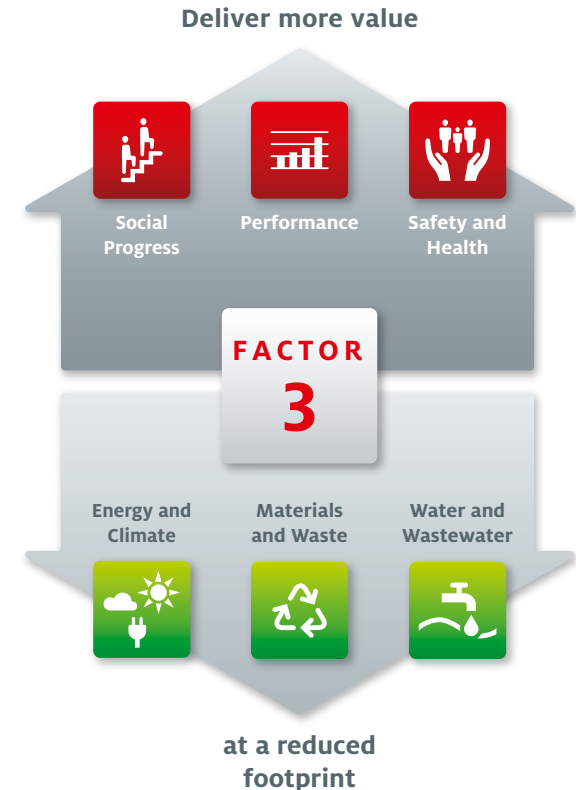 Deliver more value
Social
Progress
Performance
Safety and
Health
FACTOR
3
Energy and
Climate
Materials
and Waste
Water and
Wastewater
at a reduced
footprint